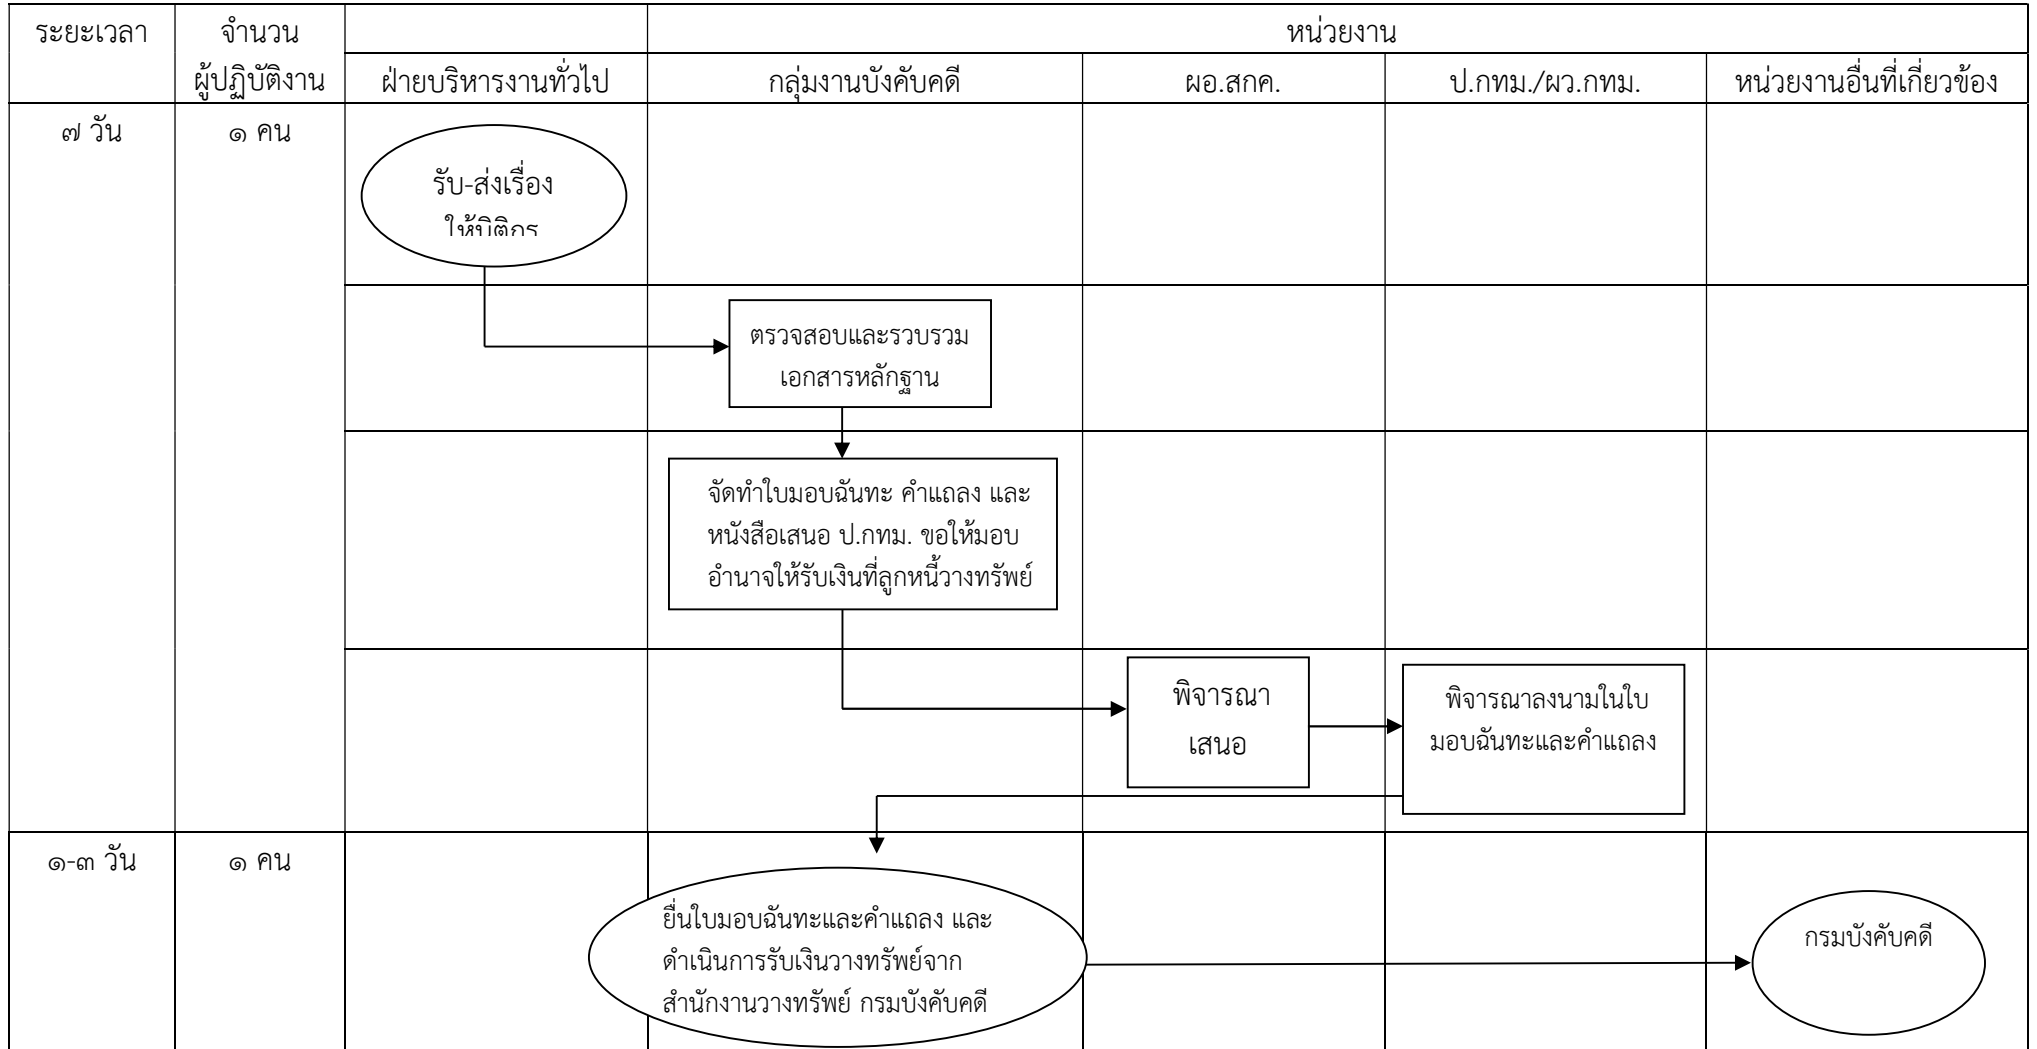 ระยะเวลา
จำนวน
ผู้ปฏิบัติงาน
หน่วยงาน
ฝ่ายบริหารงานทั่วไป
กลุ่มงานบังคับคดี
ผอ.สกค.
ป.กทม./ผว.กทม.
หน่วยงานอื่นที่เกี่ยวข้อง
๗ วัน
๑ คน
รับ-ส่งเรื่อง
ให้นิติกร
ตรวจสอบและรวบรวม
เอกสารหลักฐาน
จัดทำใบมอบฉันทะ คำแถลง และ
หนังสือเสนอ ป.กทม. ขอให้มอบ
อำนาจให้รับเงินที่ลูกหนี้วางทรัพย์
พิจารณา
เสนอ
พิจารณาลงนามในใบ
มอบฉันทะและคำแถลง
๑-๓ วัน
๑ คน
ยื่นใบมอบฉันทะและคำแถลง และ
ดำเนินการรับเงินวางทรัพย์จาก
สำนักงานวางทรัพย์ กรมบังคับคดี
กรมบังคับคดี